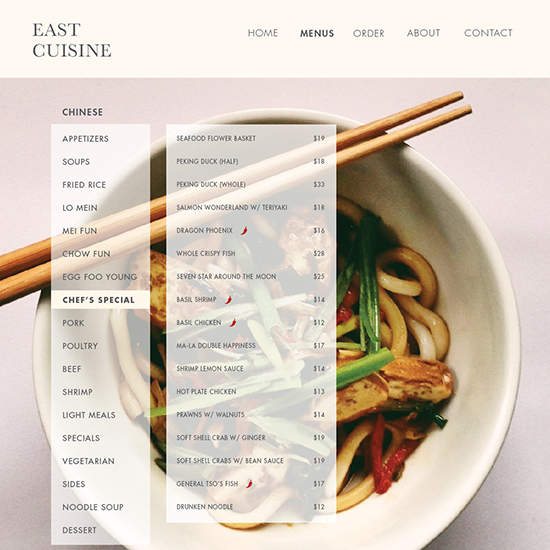 EAST
CUISINE
HOME MENUS ORDER ABOUT CONTACT
CHINESE
APPETIZERS
SOUPS
FRIED RICE
LO MEIN
MEI FUN
CHOW FUN
EGG FOO YOUNG
CHEF'S SPECIAL
PORK
POULTRY
BEEF
SHRIMP
LIGHT MEALS
SPECIALS
VEGETARIAN
SIDES
NOODLE SOUP
DESSERT
SEAFOOD FLOWER BASKET $19
PEKING DUCK (HALF) $18
PEKING DUCK (WHOLE) $33
SALMON WONDERLAND W/ TERIYAKI $18
DRAGON PHOENIX $16
WHOLE CRISPY FISH $28
SEVEN STAR AROUND THE MOON $25
BASIL SHRIMP $14
BASIL CHICKEN $12
MA-LA DOUBLE HAPPINESS $17
SHRIMP LEMON SAUCE $14
HOT PLATE CHICKEN $13
PRAWNS W/ WALNUTS $14
SOFT SHELL CRAB W/ GINGER $19
SOFT SHELL CRABS W/ BEAN SAUCE $19
GENERAL TSO'S FISH $17
DRUNKEN NOODLE $12